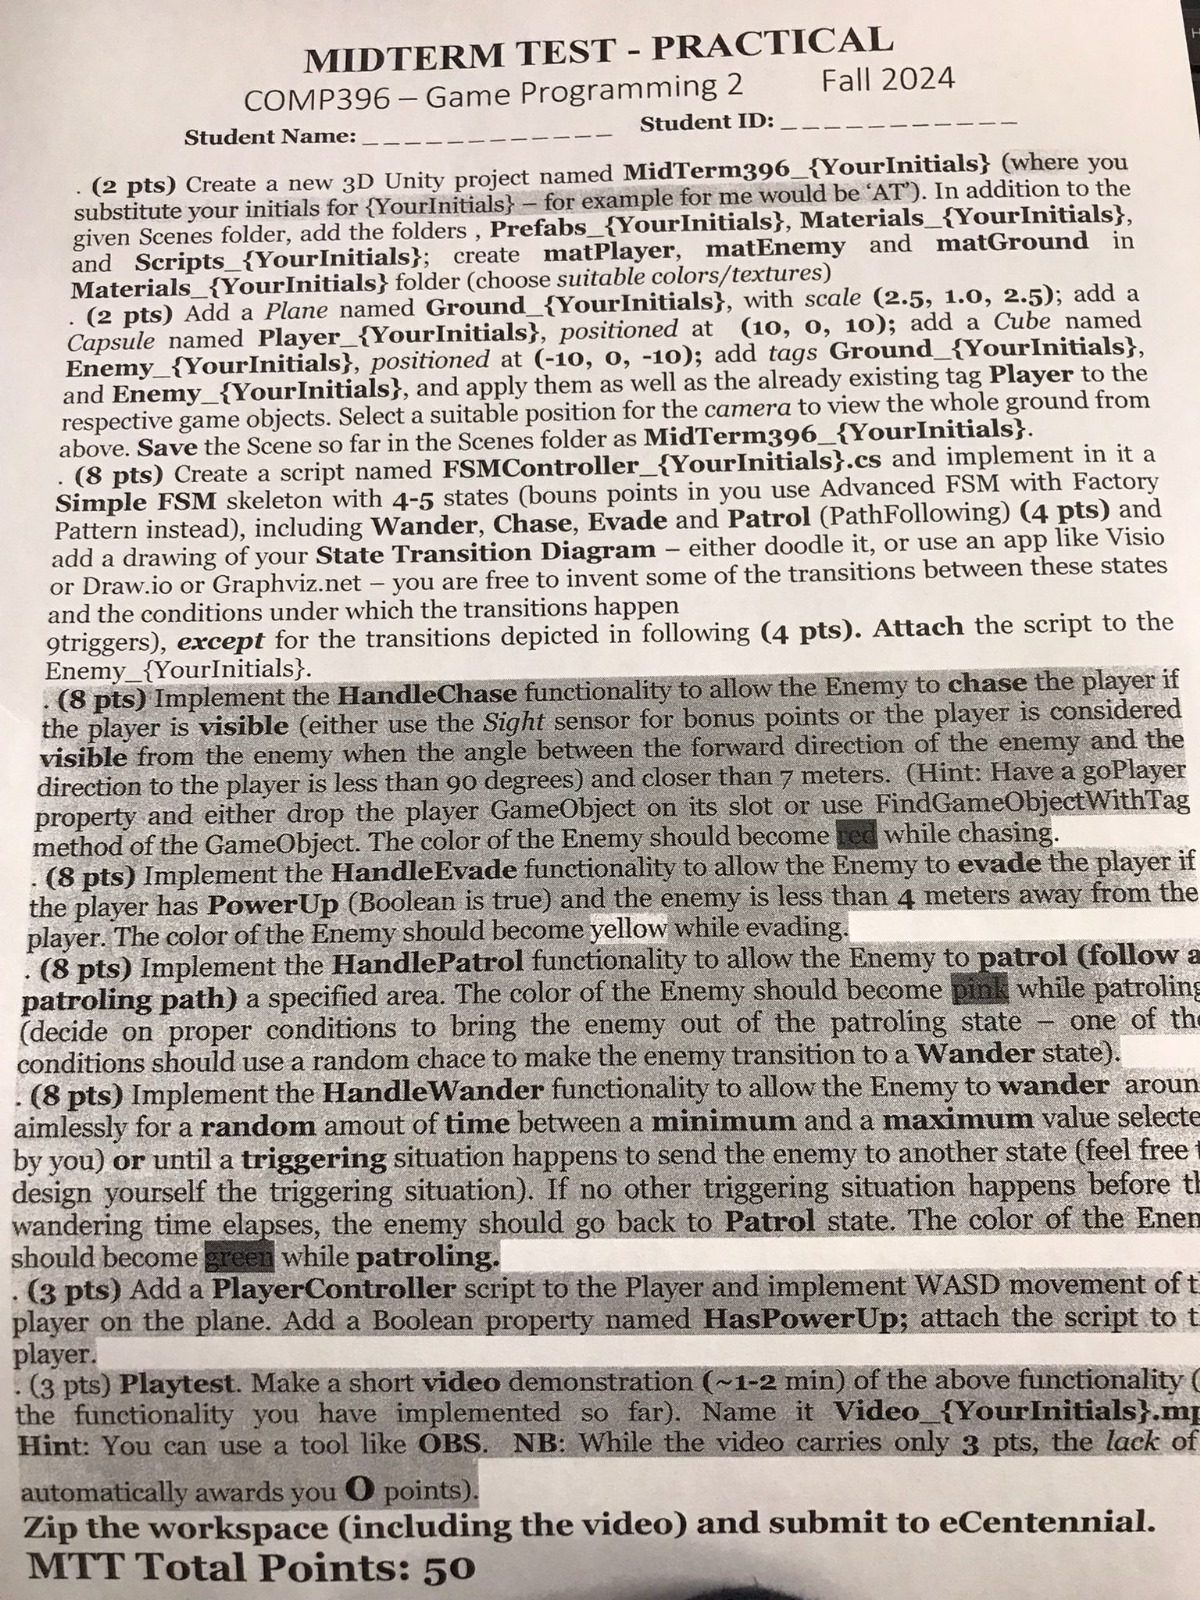 MIDTERM TEST - PRACTICAL
COMP396 – Game Programming 2 Fall 2024
Student Name: _ _ _ _ _ _ _ _ _ _ _ _ Student ID: _ _ _ _ _ _ _ _ _ _ _
. (2 pts) Create a new 3D Unity project named MidTerm396_{YourInitials} (where you
substitute your initials for {YourInitials} – for example for me would be ‘AT’). In addition to the
given Scenes folder, add the folders , Prefabs_{YourInitials}, Materials_{YourInitials},
and Scripts_{YourInitials}; create matPlayer, matEnemy and matGround in
Materials_{YourInitials} folder (choose suitable colors/textures)
. (2 pts) Add a Plane named Ground_{YourInitials}, with scale (2.5, 1.0, 2.5); add a
Capsule named Player_{YourInitials}, positioned at (10, 0, 10); add a Cube named
Enemy_{YourInitials}, positioned at (-10, 0, -10); add tags Ground_{YourInitials},
and Enemy_{YourInitials}, and apply them as well as the already existing tag Player to the
respective game objects. Select a suitable position for the camera to view the whole ground from
above. Save the Scene so far in the Scenes folder as MidTerm396_{YourInitials}.
. (8 pts) Create a script named FSMController_{YourInitials}.cs and implement in it a
Simple FSM skeleton with 4-5 states (bouns points in you use Advanced FSM with Factory
Pattern instead), including Wander, Chase, Evade and Patrol (PathFollowing) (4 pts) and
add a drawing of your State Transition Diagram – either doodle it, or use an app like Visio
or Draw.io or Graphviz.net – you are free to invent some of the transitions between these states
and the conditions under which the transitions happen
9triggers), except for the transitions depicted in following (4 pts). Attach the script to the
Enemy_{YourInitials}.
. (8 pts) Implement the HandleChase functionality to allow the Enemy to chase the player if
the player is visible (either use the Sight sensor for bonus points or the player is considered
visible from the enemy when the angle between the forward direction of the enemy and the
direction to the player is less than 90 degrees) and closer than 7 meters. (Hint: Have a goPlayer
property and either drop the player GameObject on its slot or use FindGameObjectWithTag
method of the GameObject. The color of the Enemy should become red while chasing.
. (8 pts) Implement the HandleEvade functionality to allow the Enemy to evade the player if
the player has PowerUp (Boolean is true) and the enemy is less than 4 meters away from the
player. The color of the Enemy should become yellow while evading.
. (8 pts) Implement the HandlePatrol functionality to allow the Enemy to patrol (follow a
patroling path) a specified area. The color of the Enemy should become pink while patroling
(decide on proper conditions to bring the enemy out of the patroling state – one of the
conditions should use a random chace to make the enemy transition to a Wander state).
. (8 pts) Implement the HandleWander functionality to allow the Enemy to wander aroun
aimlessly for a random amout of time between a minimum and a maximum value selecte
by you) or until a triggering situation happens to send the enemy to another state (feel free t
design yourself the triggering situation). If no other triggering situation happens before th
wandering time elapses, the enemy should go back to Patrol state. The color of the Enem
should become green while patroling.
. (3 pts) Add a PlayerController script to the Player and implement WASD movement of t
player on the plane. Add a Boolean property named HasPowerUp; attach the script to t
player.
. (3 pts) Playtest. Make a short video demonstration (~1-2 min) of the above functionality (
the functionality you have implemented so far). Name it Video_{YourInitials}.mp
Hint: You can use a tool like OBS. NB: While the video carries only 3 pts, the lack of
automatically awards you 0 points).
Zip the workspace (including the video) and submit to eCentennial.
MTT Total Points: 50